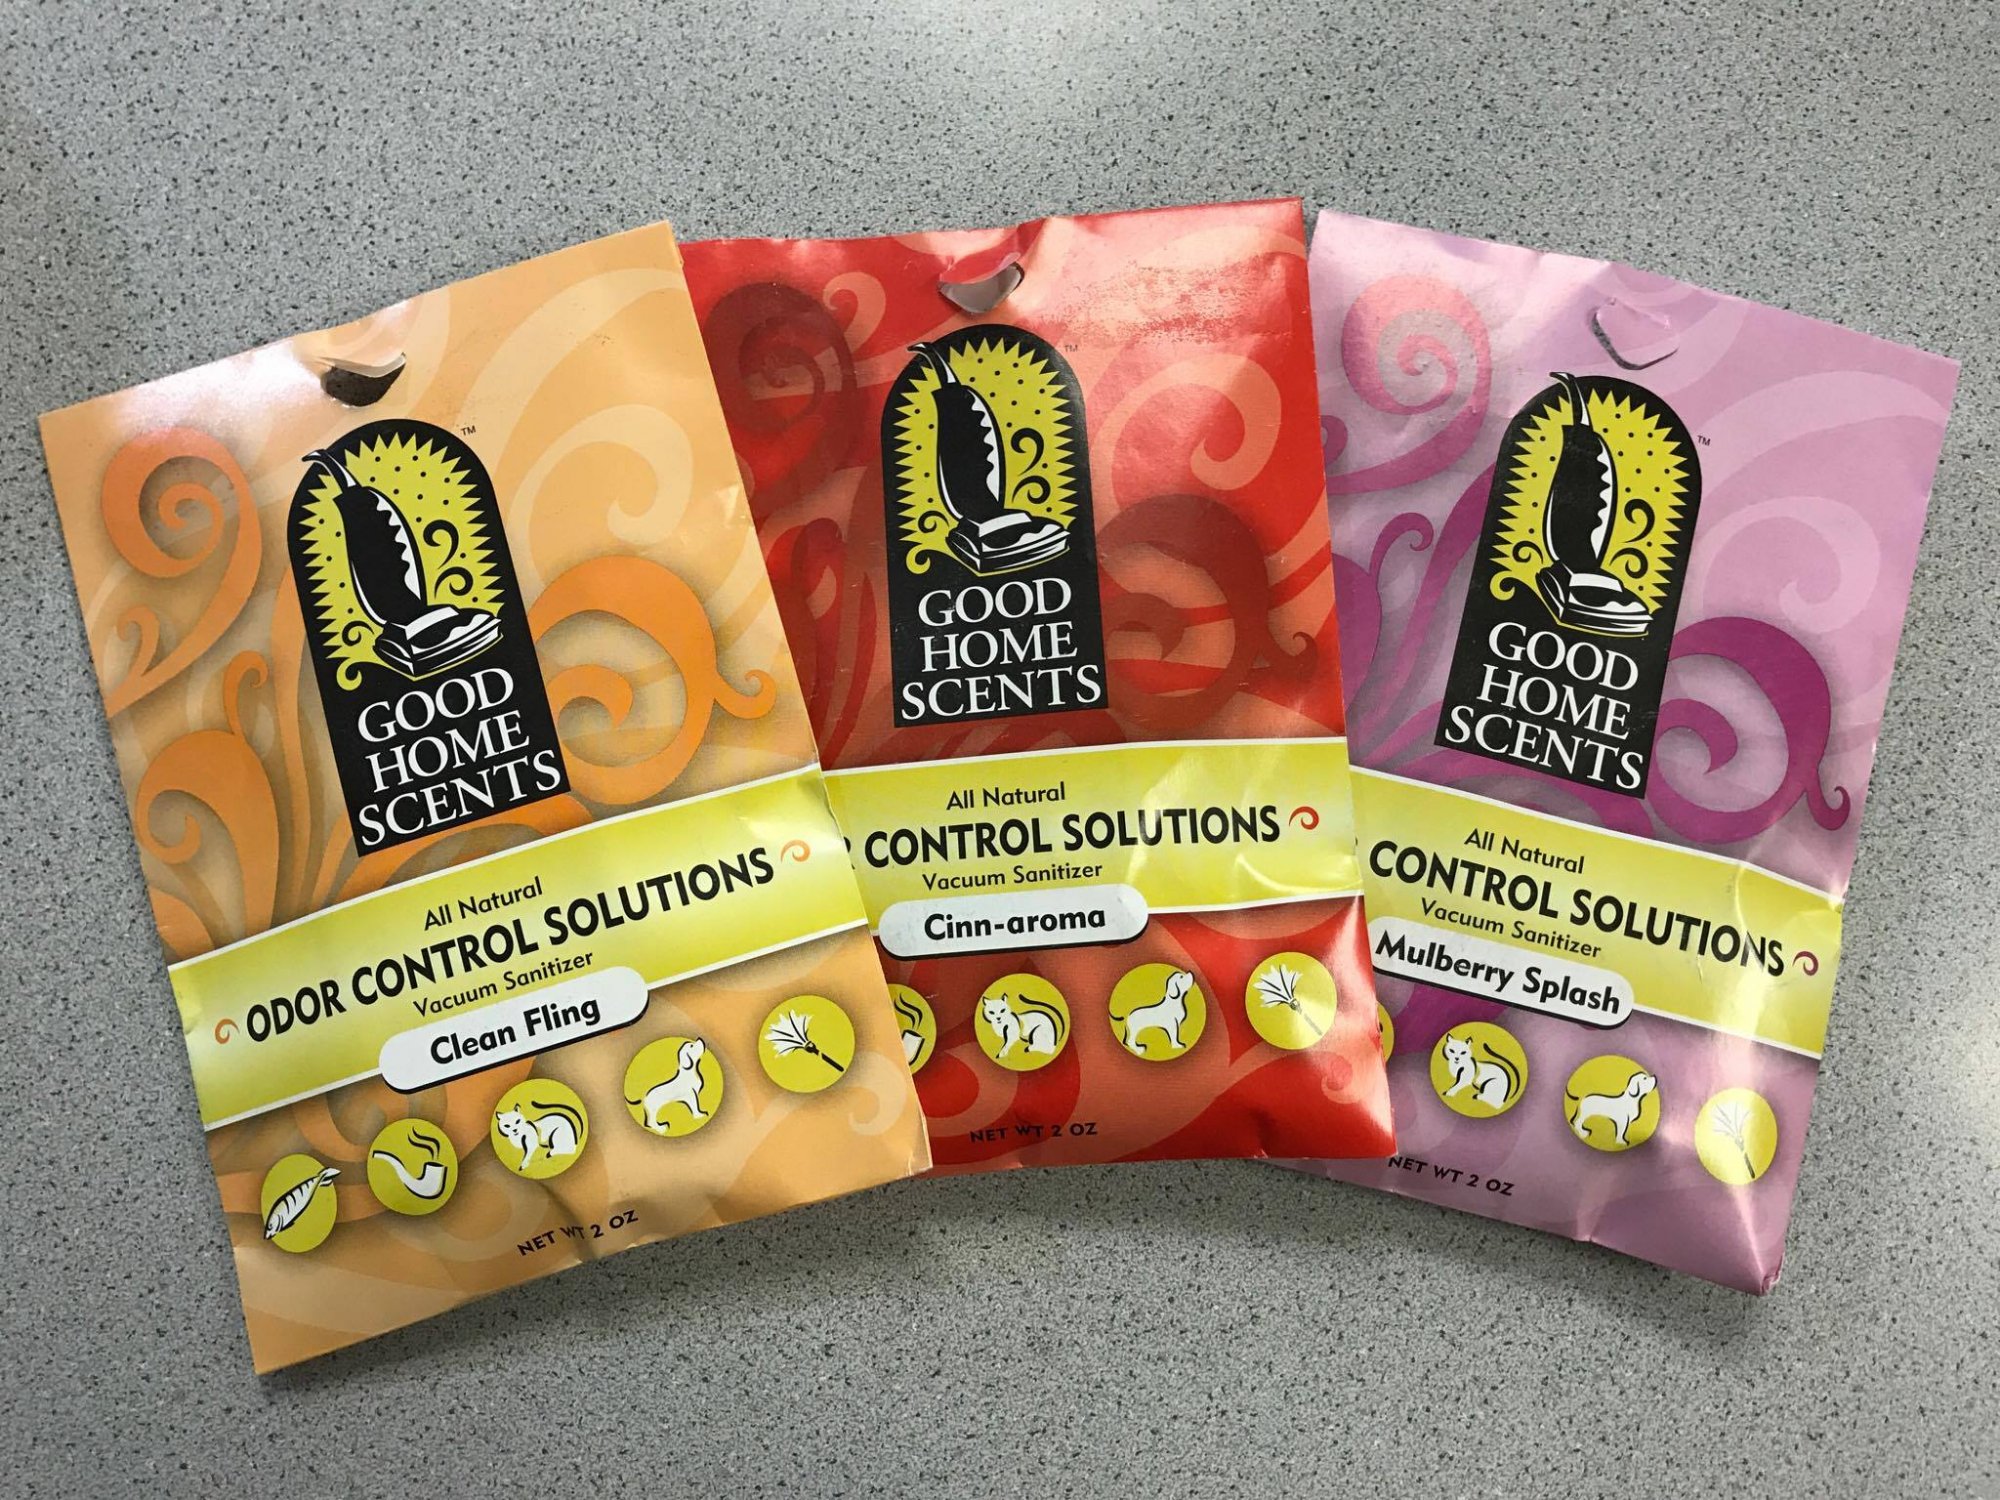 TM
GOOD
HOME
SCENTS
All Natural
ODOR CONTROL SOLUTIONS
Vacuum Sanitizer
Clean Fling
NET WT 2 OZ
TM
GOOD
HOME
SCENTS
All Natural
CONTROL SOLUTIONS
Vacuum Sanitizer
Cinn-aroma
NET WT 2 OZ
TM
GOOD
HOME
SCENTS
All Natural
CONTROL SOLUTIONS
Vacuum Sanitizer
Mulberry Splash
NET WT 2 OZ